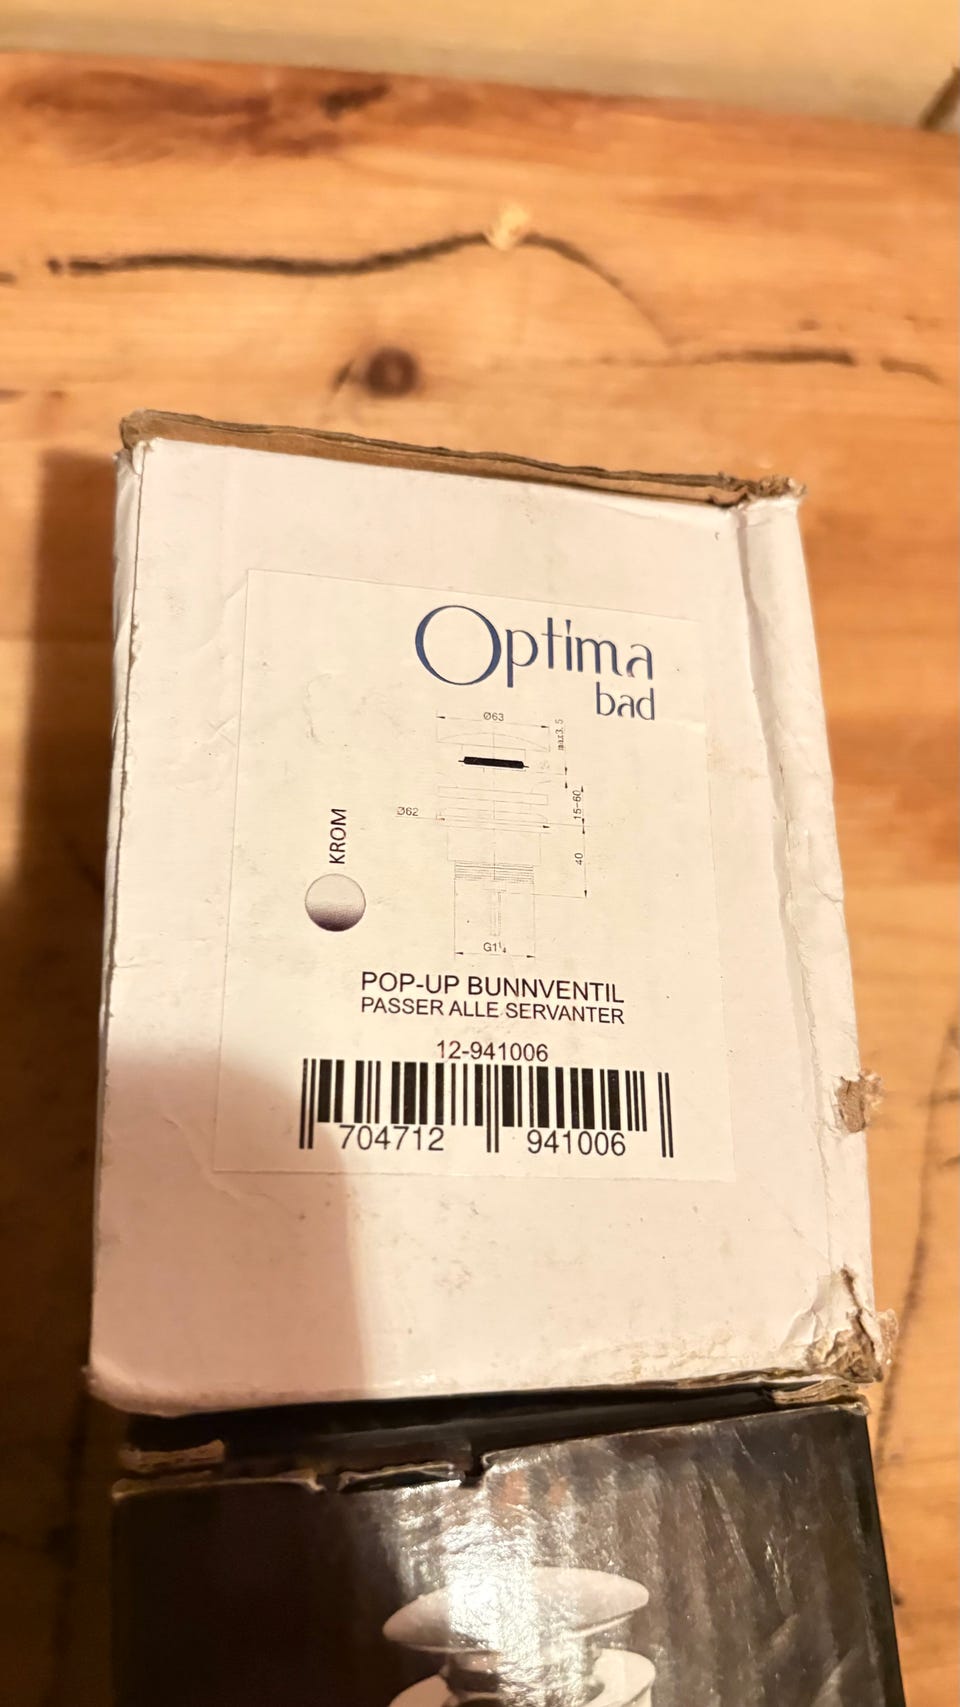 Optima
bad
Ø63
max3.5
Ø62
15-60
40
KROM
G1¼
POP-UP BUNNVENTIL
PASSER ALLE SERVANTER
12-941006
704712 941006